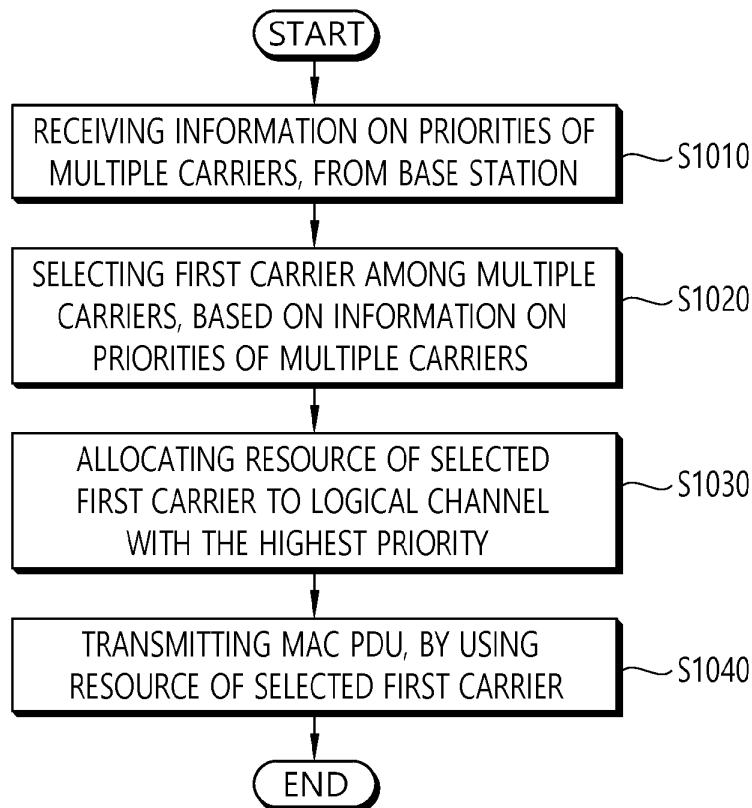 START
RECEIVING INFORMATION ON PRIORITIES OF
MULTIPLE CARRIERS, FROM BASE STATION
S1010
SELECTING FIRST CARRIER AMONG MULTIPLE
CARRIERS, BASED ON INFORMATION ON
PRIORITIES OF MULTIPLE CARRIERS
S1020
ALLOCATING RESOURCE OF SELECTED
FIRST CARRIER TO LOGICAL CHANNEL
WITH THE HIGHEST PRIORITY
S1030
TRANSMITTING MAC PDU, BY USING
RESOURCE OF SELECTED FIRST CARRIER
S1040
END